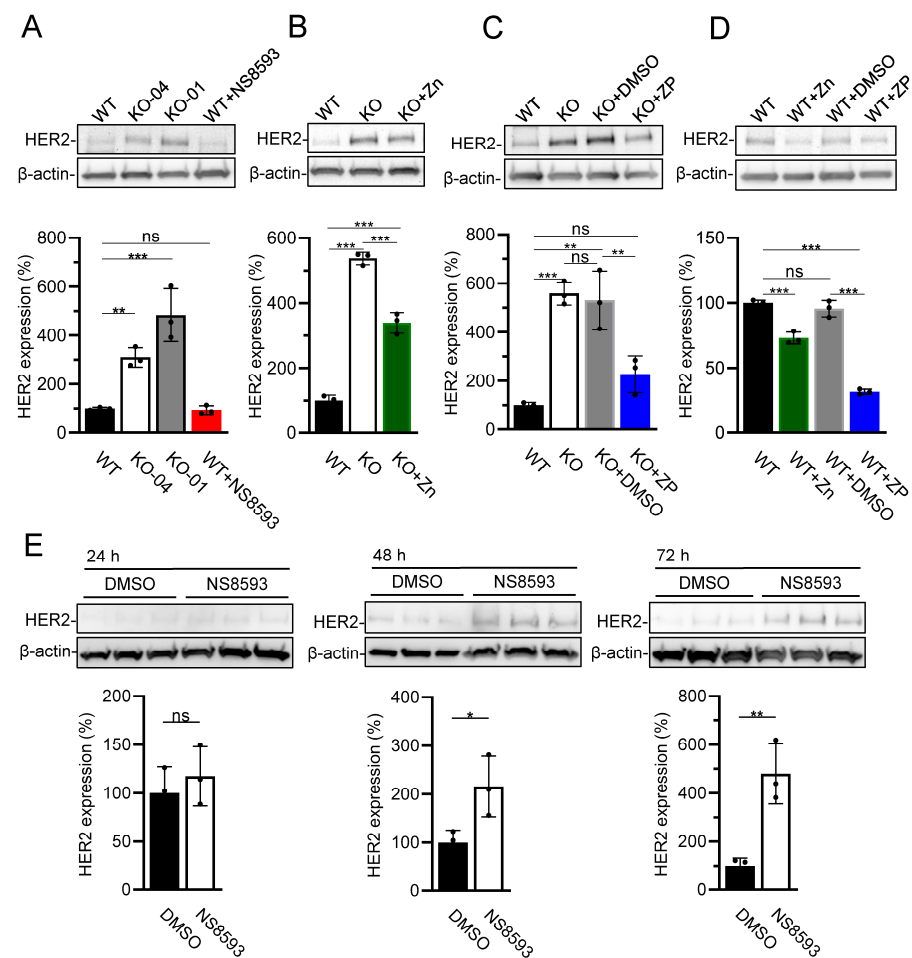 A
WT
KO-04
KO-01
WT+NS8593
HER2-
β-actin-
HER2 expression (%)
800
600
400
200
0
ns
***
**
WT
KO-04
KO-01
WT+NS8593
B
WT
KO
KO+Zn
HER2-
β-actin-
HER2 expression (%)
600
400
200
0
***
*** ***
WT
KO
KO+Zn
C
WT
KO
KO+DMSO
KO+ZP
HER2-
β-actin-
HER2 expression (%)
800
600
400
200
0
ns
**
ns **
***
WT
KO
KO+DMSO
KO+ZP
D
WT
WT+Zn
WT+DMSO
WT+ZP
HER2-
β-actin-
HER2 expression (%)
150
100
50
0
***
ns
*** ***
WT
WT+Zn
WT+DMSO
WT+ZP
E
24 h
DMSO NS8593
HER2-
β-actin-
HER2 expression (%)
200
150
100
50
0
ns
DMSO
NS8593
48 h
DMSO NS8593
HER2-
β-actin-
HER2 expression (%)
400
300
200
100
0
*
DMSO
NS8593
72 h
DMSO NS8593
HER2-
β-actin-
HER2 expression (%)
800
600
400
200
0
**
DMSO
NS8593